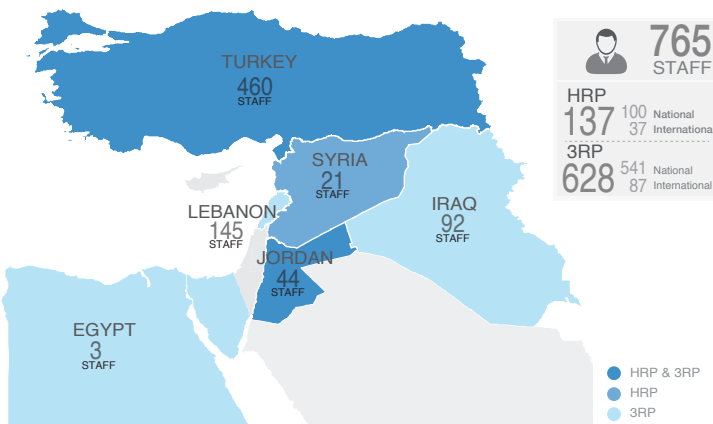 TURKEY
460
STAFF
SYRIA
21
STAFF
LEBANON
145
STAFF
IRAQ
92
STAFF
JORDAN
44
STAFF
EGYPT
3
STAFF
765
STAFF
HRP
137
100 National
37 Internationa
3RP
628
541 National
87 International
HRP & 3RP
HRP
3RP